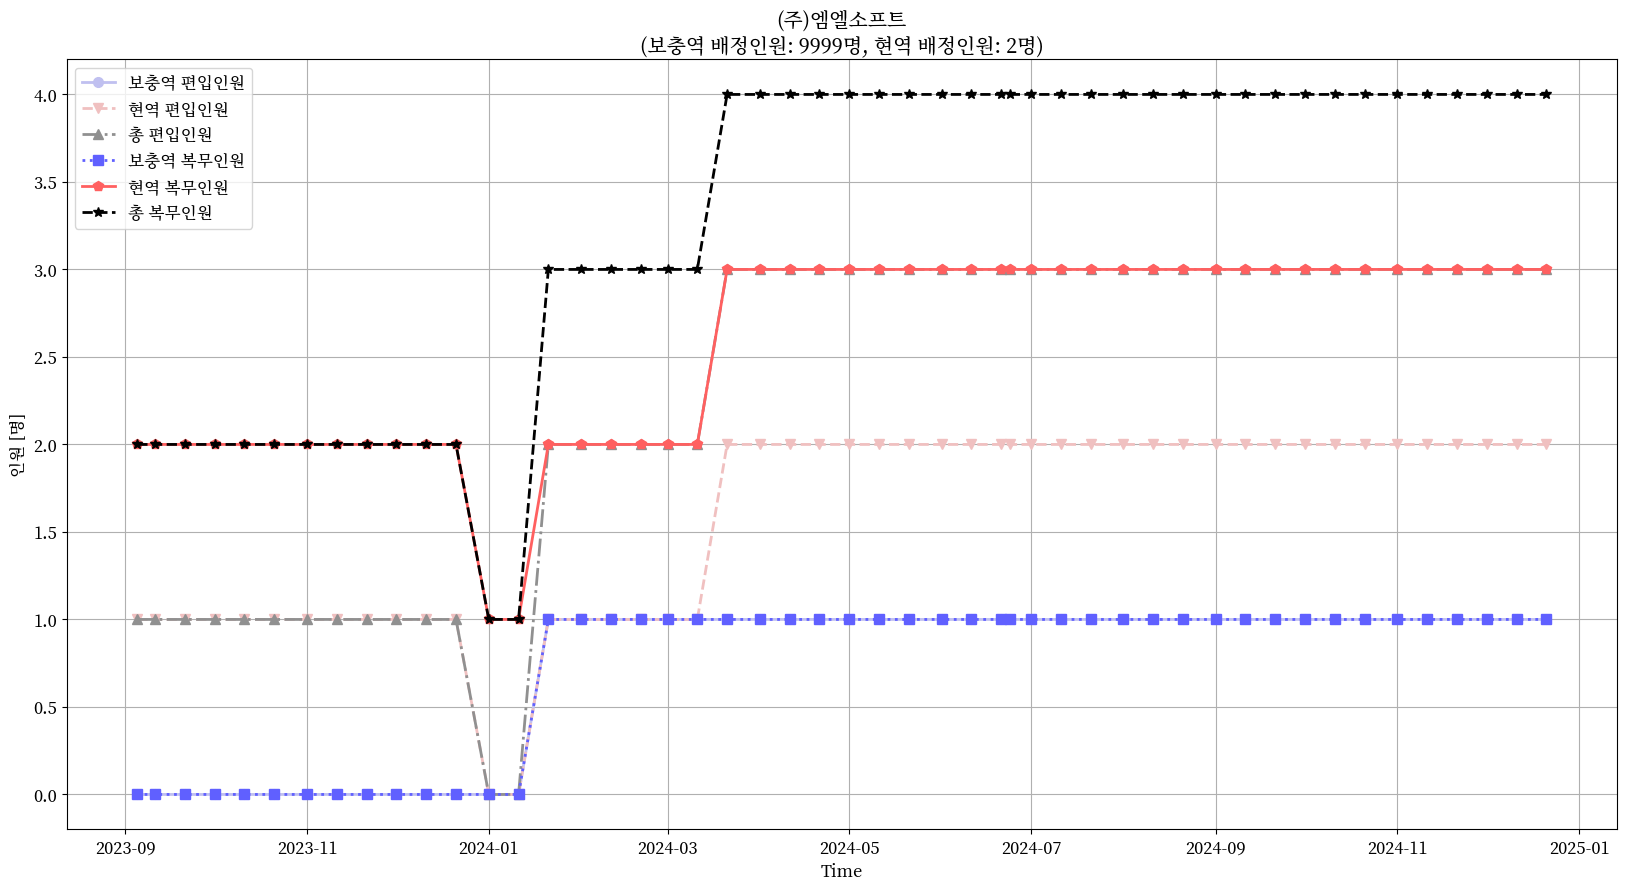 (주)엠엘소프트
(보충역 배정인원: 9999명, 현역 배정인원: 2명)
보충역 편입인원
현역 편입인원
총 편입인원
보충역 복무인원
현역 복무인원
총 복무인원
4.0
3.5
3.0
2.5
2.0
1.5
1.0
0.5
0.0
인원 [명]
2023-09 2023-11 2024-01 2024-03 2024-05 2024-07 2024-09 2024-11 2025-01
Time